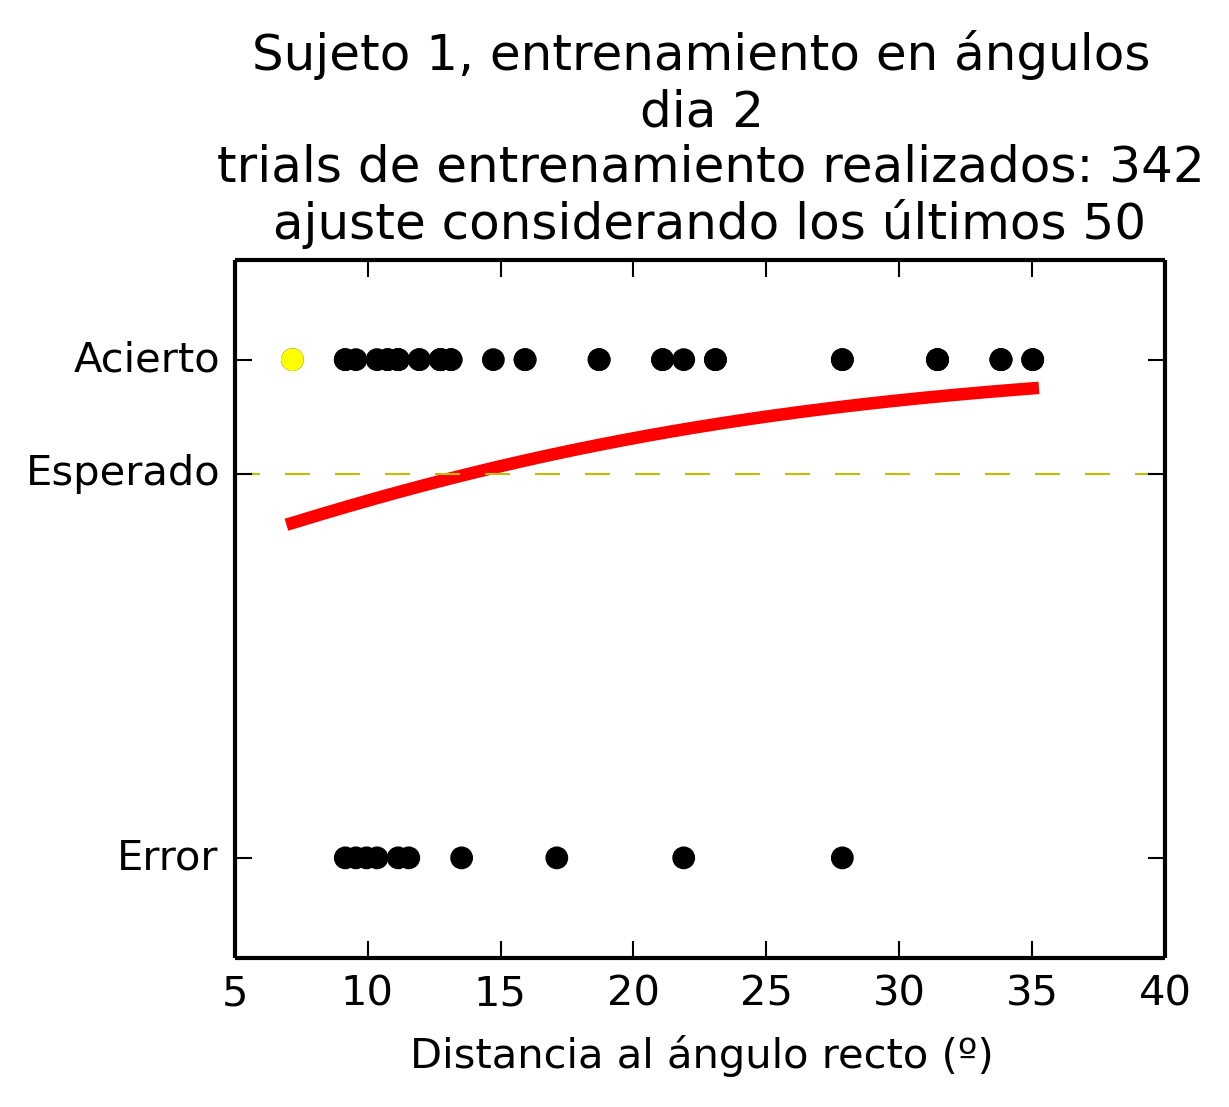 Sujeto 1, entrenamiento en ángulos
dia 2
trials de entrenamiento realizados: 342
ajuste considerando los últimos 50
Acierto
Esperado
Error
5 10 15 20 25 30 35 40
Distancia al ángulo recto (º)